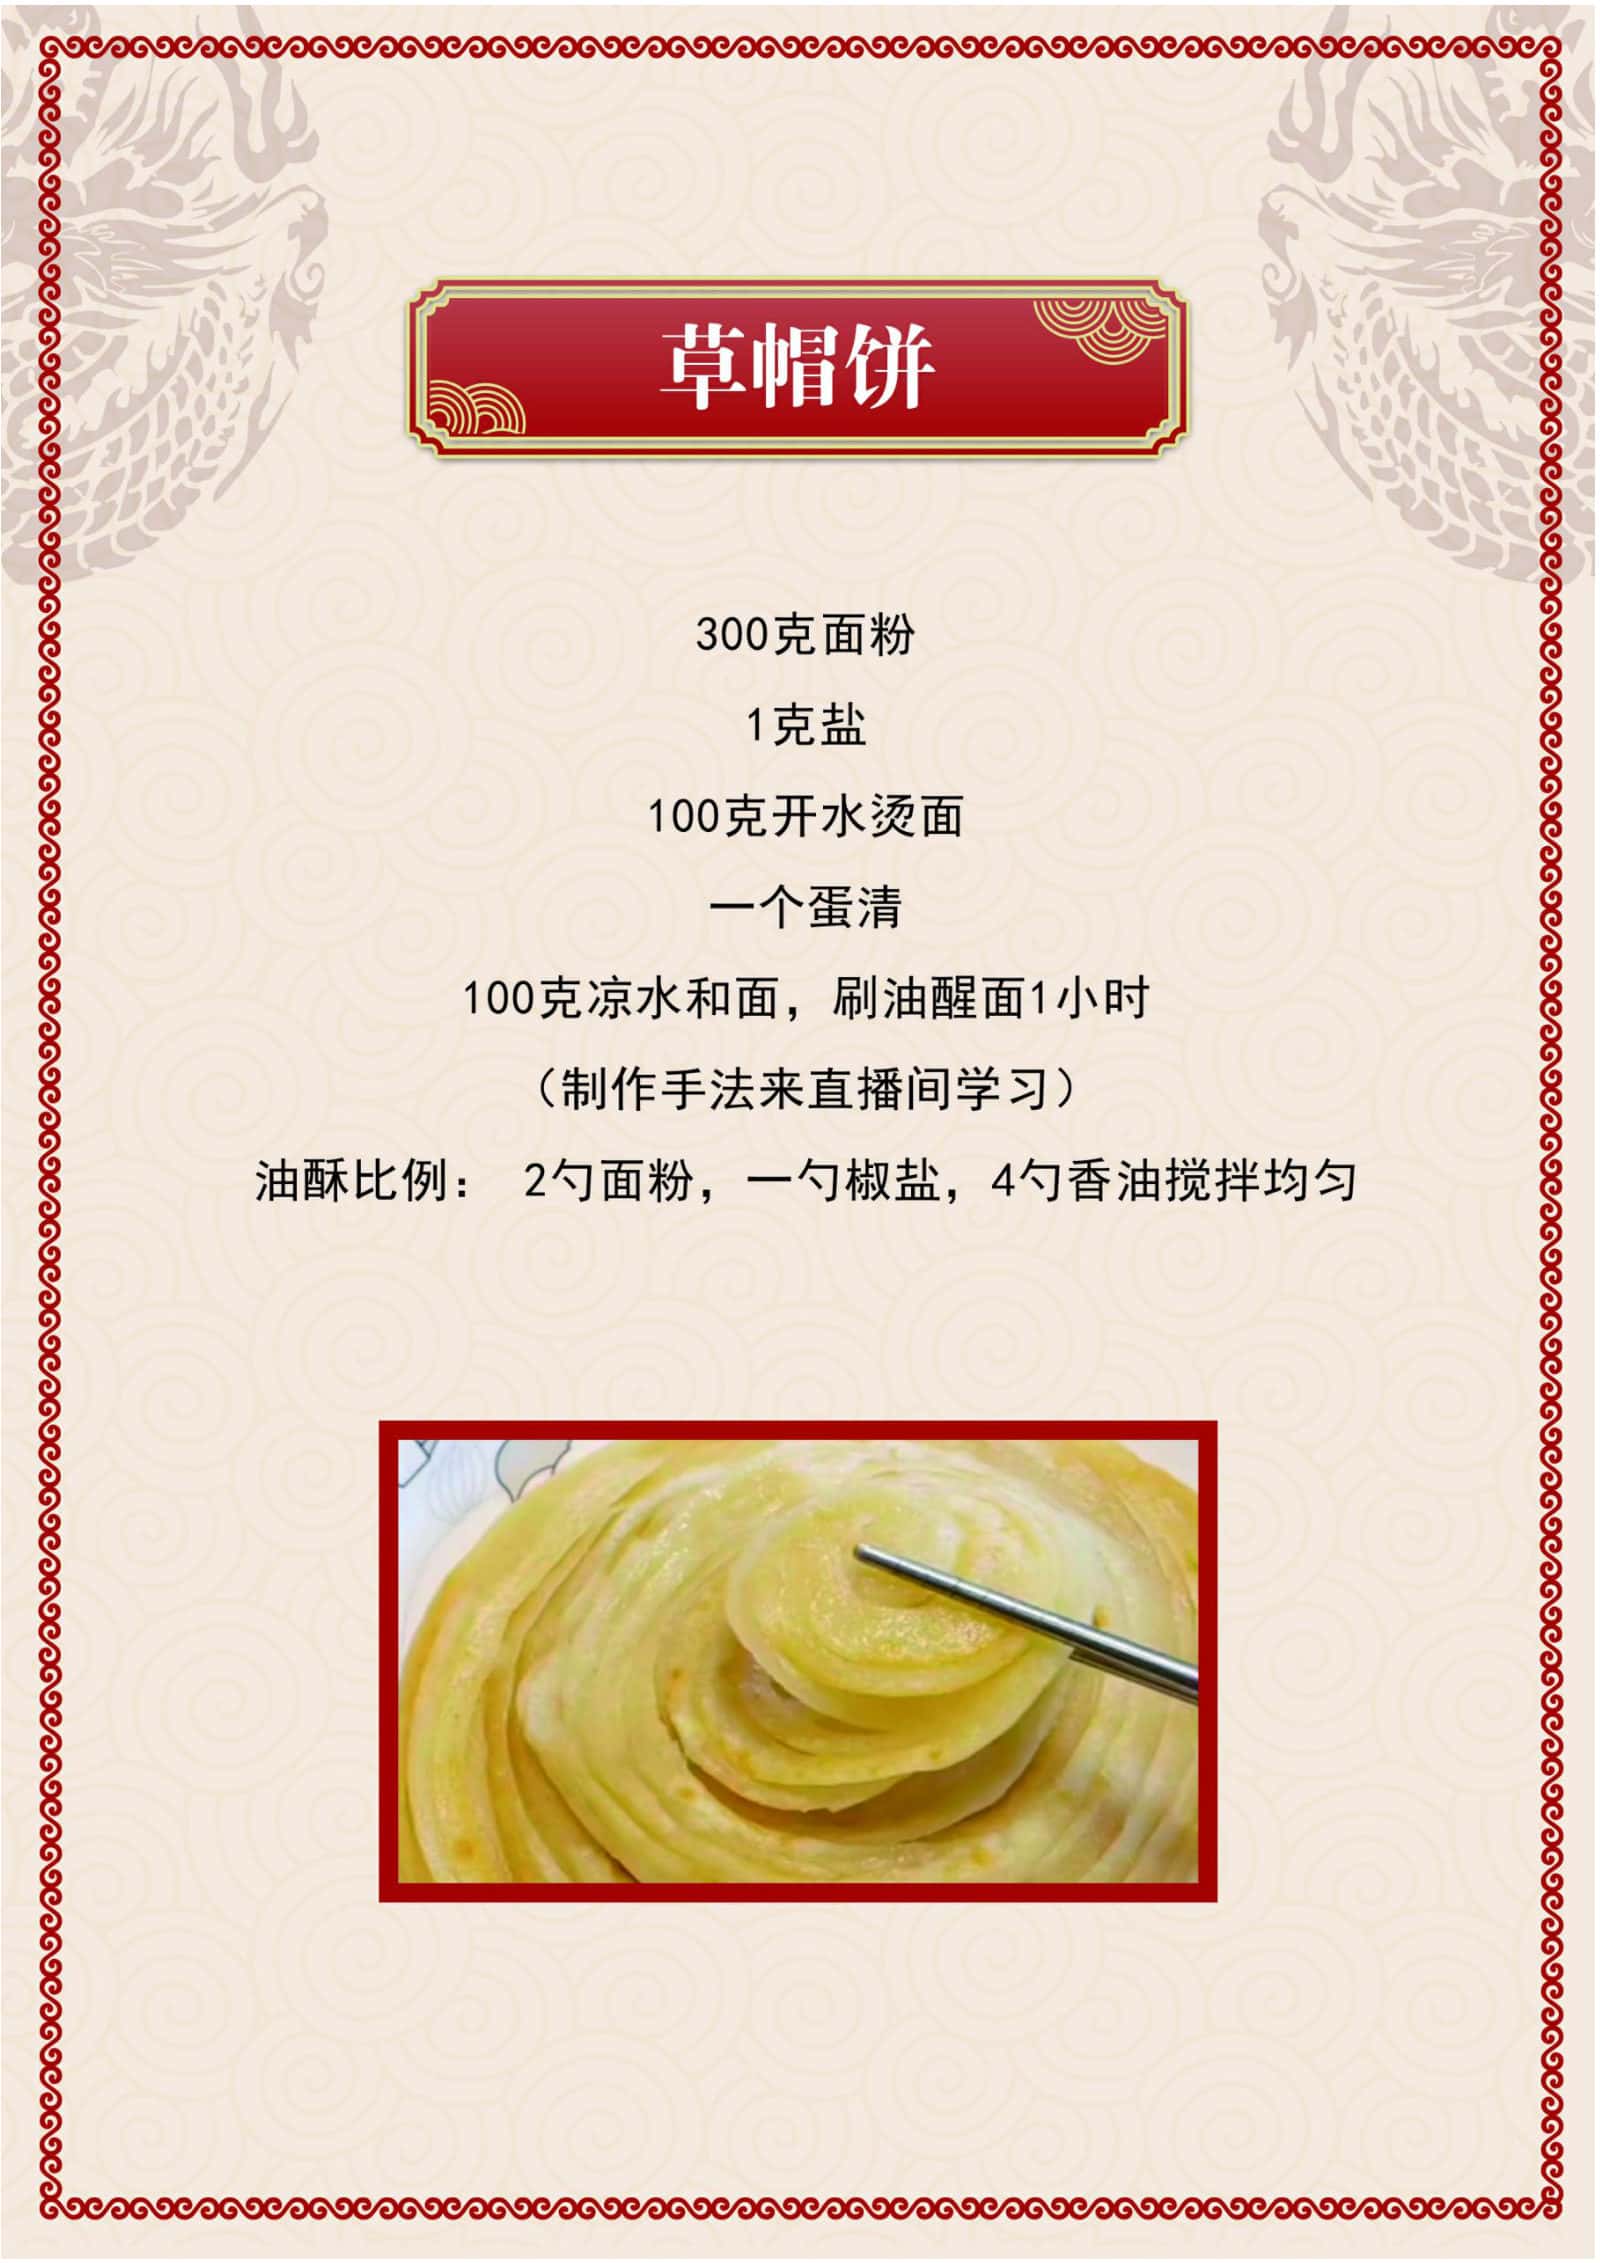 草帽饼
300克面粉
1克盐
100克开水烫面
一个蛋清
100克凉水和面，刷油醒面1小时
（制作手法来直播间学习）
油酥比例： 2勺面粉，一勺椒盐，4勺香油搅拌均匀